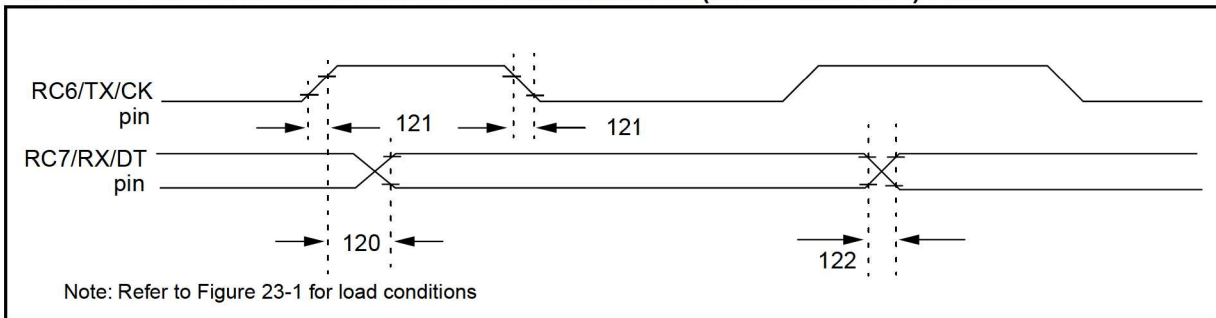 RC6/TX/CK
pin
121
121
RC7/RX/DT
pin
120
122
Note: Refer to Figure 23-1 for load conditions